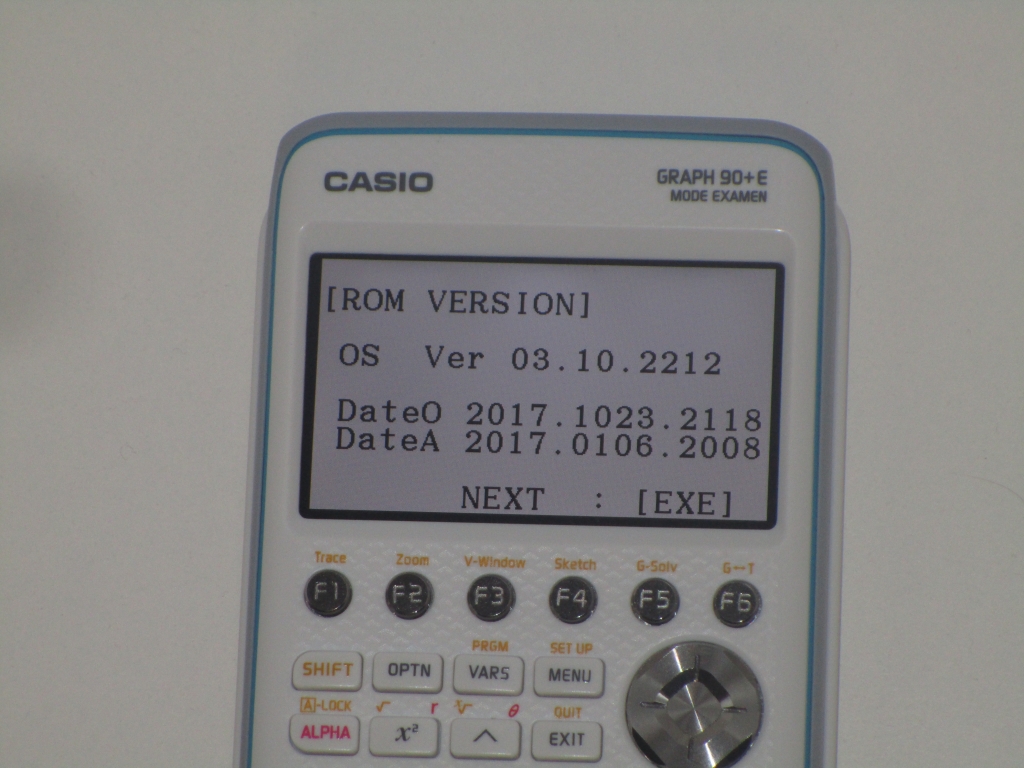 CASIO GRAPH 90+E
MODE EXAMEN
[ROM VERSION]
OS Ver 03.10.2212
DateO 2017.1023.2118
DateA 2017.0106.2008
NEXT : [EXE]
Trace Zoom V-Window Sketch G-Solv G↔T
F1 F2 F3 F4 F5 F6
PRGM SET UP
SHIFT OPTN VARS MENU
A-LOCK √ r ∛ θ QUIT
ALPHA x² ^ EXIT